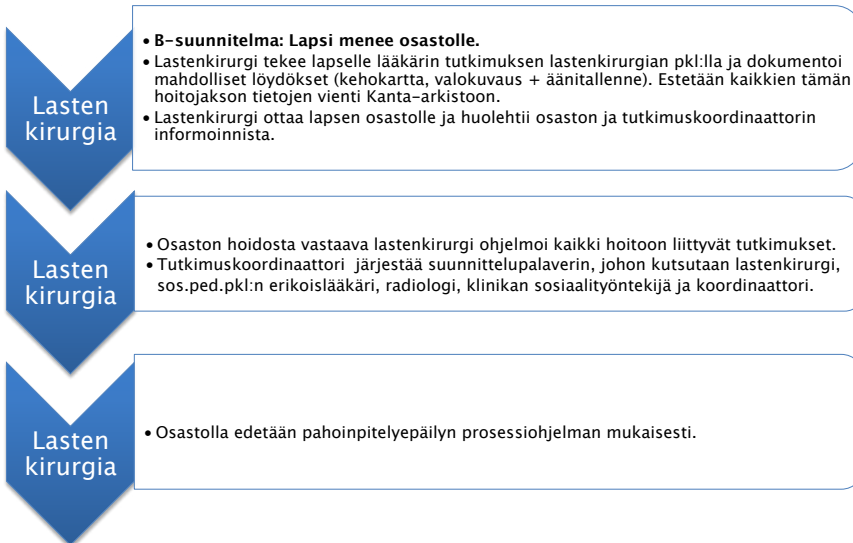 Lasten
kirurgia
• B-suunnitelma: Lapsi menee osastolle.
• Lastenkirurgi tekee lapselle lääkärin tutkimuksen lastenkirurgian pkl:lla ja dokumentoi
mahdolliset löydökset (kehokartta, valokuvaus + äänitallenne). Estetään kaikkien tämän
hoitojakson tietojen vienti Kanta-arkistoon.
• Lastenkirurgi ottaa lapsen osastolle ja huolehtii osaston ja tutkimuskoordinaattorin
informoinnista.
Lasten
kirurgia
• Osaston hoidosta vastaava lastenkirurgi ohjelmoi kaikki hoitoon liittyvät tutkimukset.
• Tutkimuskoordinaattori järjestää suunnittelupalaverin, johon kutsutaan lastenkirurgi,
sos.ped.pkl:n erikoislääkäri, radiologi, klinikan sosiaalityöntekijä ja koordinaattori.
Lasten
kirurgia
• Osastolla edetään pahoinpitelyepäilyn prosessiohjelman mukaisesti.